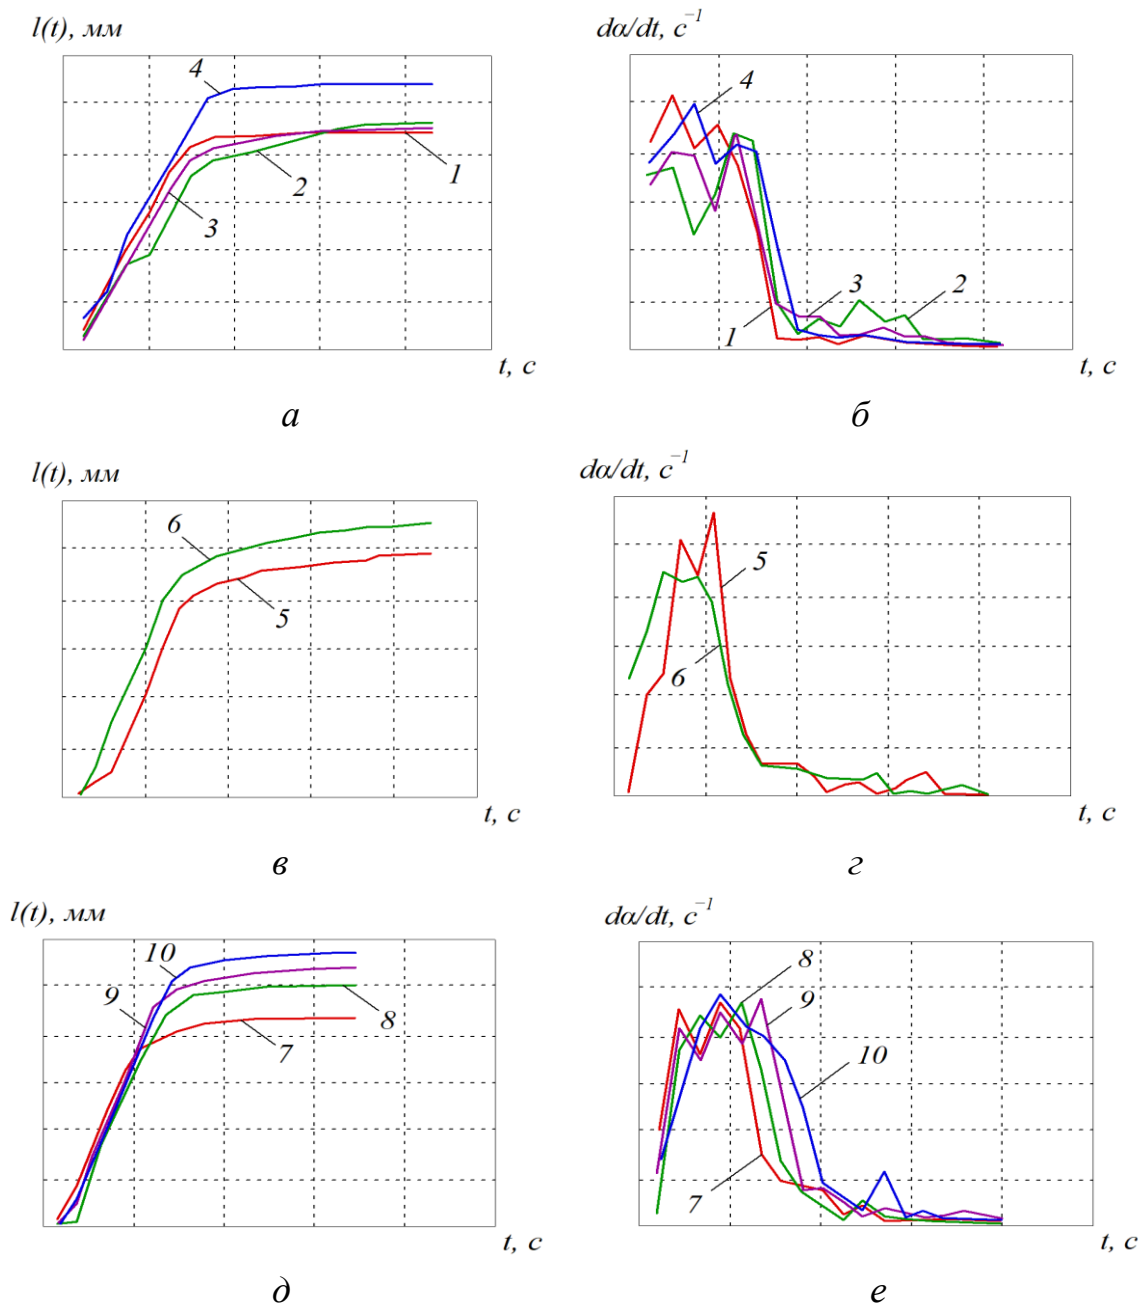 l(t), мм
dα/dt, с⁻¹
4
1
2
3
t, с
4
3
2
1
t, с
а
б
l(t), мм
dα/dt, с⁻¹
6
5
t, с
5
6
t, с
в
г
l(t), мм
dα/dt, с⁻¹
10
9
8
7
t, с
8
9
10
7
t, с
д
е